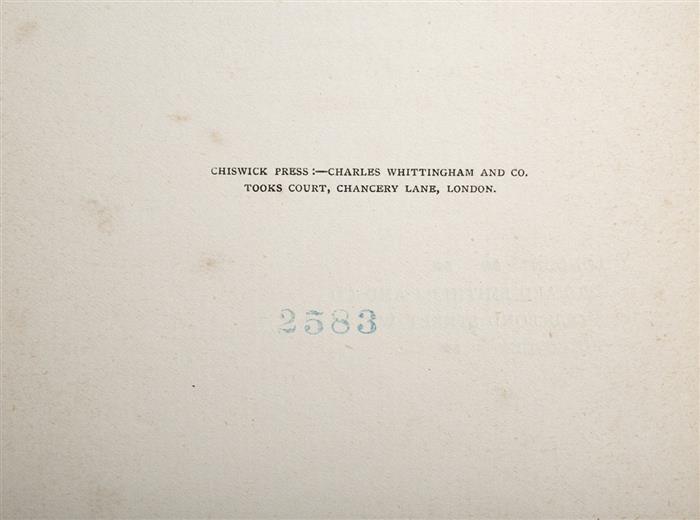 CHISWICK PRESS:—CHARLES WHITTINGHAM AND CO.
TOOKS COURT, CHANCERY LANE, LONDON.
2583